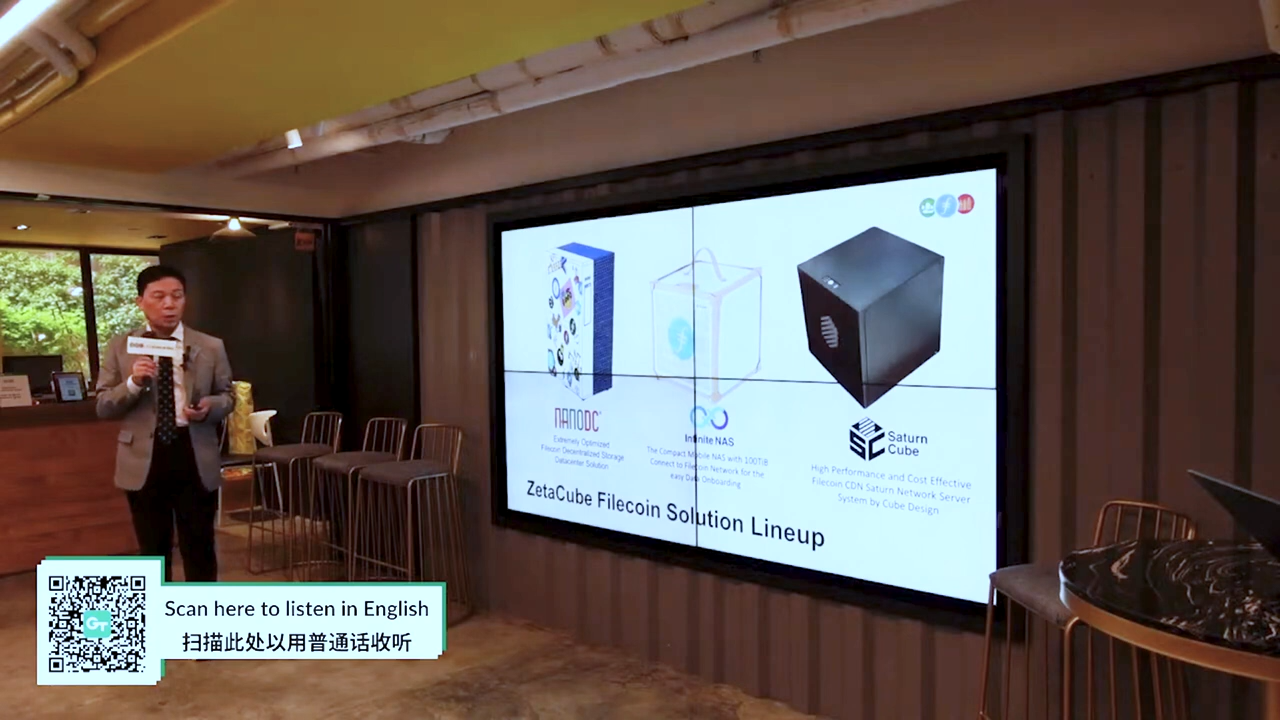 NANODC
Extremely Optimized
Filecoin Decentralized Storage
Datacenter Solution
Infinite NAS
The Compact Mobile NAS with 100TiB
Connect to Filecoin Network for the
easy Data Onboarding
SC
Saturn
Cube
High Performance and Cost Effective
Filecoin CDN Saturn Network Server
System by Cube Design
ZetaCube Filecoin Solution Lineup
GT
Scan here to listen in English
扫描此处以用普通话收听